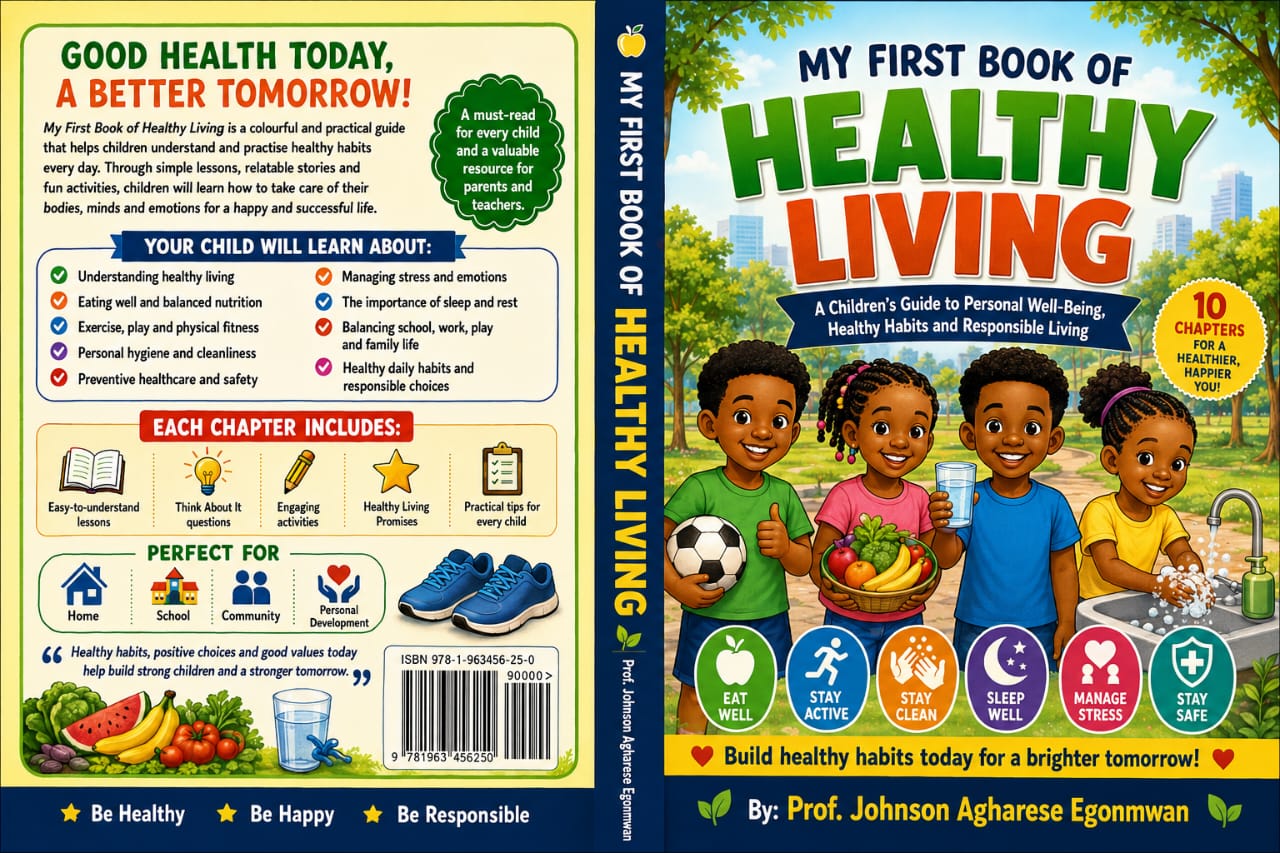 GOOD HEALTH TODAY,
A BETTER TOMORROW!
My First Book of Healthy Living is a colourful and practical guide
that helps children understand and practise healthy habits
every day. Through simple lessons, relatable stories and
fun activities, children will learn how to take care of their
bodies, minds and emotions for a happy and successful life.
A must-read
for every child
and a valuable
resource for
parents and
teachers.
YOUR CHILD WILL LEARN ABOUT:
Understanding healthy living
Eating well and balanced nutrition
Exercise, play and physical fitness
Personal hygiene and cleanliness
Preventive healthcare and safety
Managing stress and emotions
The importance of sleep and rest
Balancing school, work, play
and family life
Healthy daily habits and
responsible choices
EACH CHAPTER INCLUDES:
Easy-to-understand
lessons
Think About It
questions
Engaging
activities
Healthy Living
Promises
Practical tips for
every child
PERFECT FOR
Home
School
Community
Personal
Development
“ Healthy habits, positive choices and good values today
help build strong children and a stronger tomorrow. ”
ISBN 978-1-963456-25-0
90000>
9 781963 456250
Be Healthy
Be Happy
Be Responsible
MY FIRST BOOK OF HEALTHY LIVING
Prof. Johnson Agharese Egonmwan
MY FIRST BOOK OF
HEALTHY
LIVING
A Children's Guide to Personal Well-Being,
Healthy Habits and Responsible Living
10
CHAPTERS
FOR A
HEALTHIER,
HAPPIER
YOU!
EAT
WELL
STAY
ACTIVE
STAY
CLEAN
SLEEP
WELL
MANAGE
STRESS
STAY
SAFE
Build healthy habits today for a brighter tomorrow!
By: Prof. Johnson Agharese Egonmwan